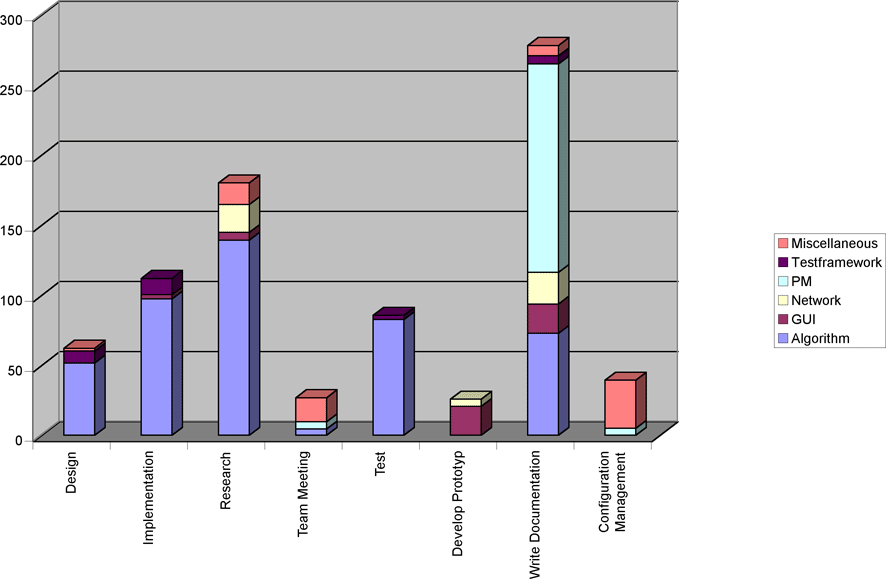 300
250
200
150
100
50
0
Design
Implementation
Research
Team Meeting
Test
Develop Prototyp
Write Documentation
Configuration
Management
Miscellaneous
Testframework
PM
Network
GUI
Algorithm